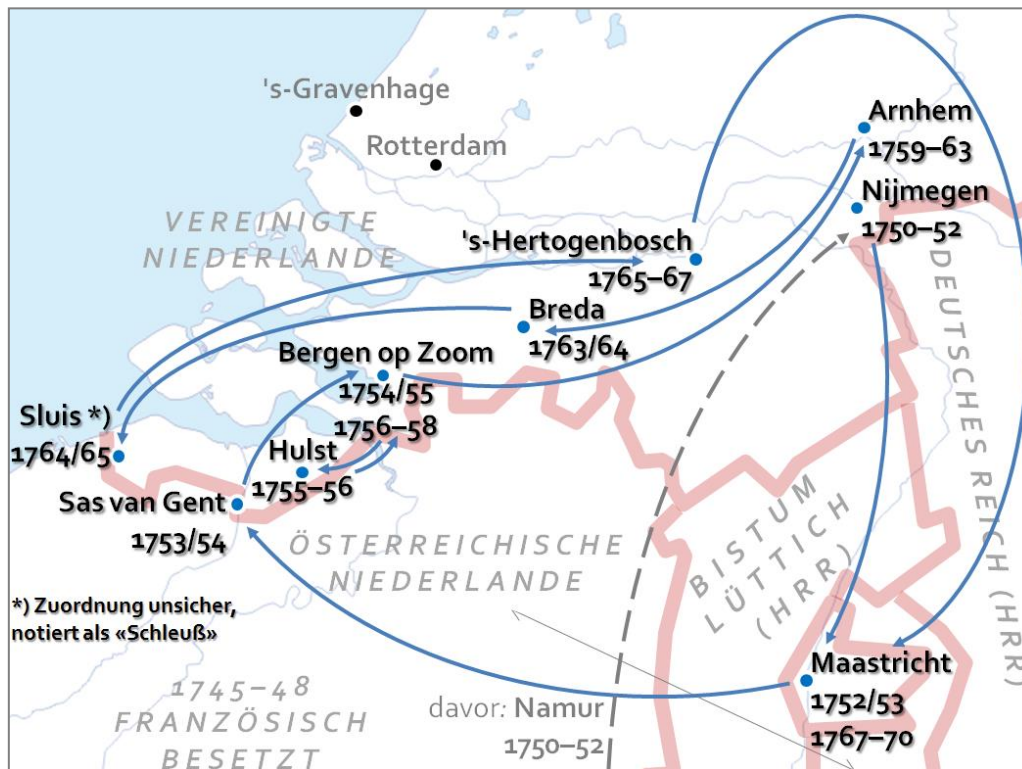 's-Gravenhage
Rotterdam
Arnhem
1759–63
Nijmegen
1750–52
VEREINIGTE
NIEDERLANDE
's-Hertogenbosch
1765–67
Breda
1763/64
Bergen op Zoom
1754/55
1756–58
Sluis *)
1764/65
Hulst
1755–56
Sas van Gent
1753/54
ÖSTERREICHISCHE
NIEDERLANDE
BISTUM
LÜTTICH
(HRR)
DEUTSCHES REICH (HRR)
*) Zuordnung unsicher,
notiert als «Schleuß»
Maastricht
1752/53
1767–70
1745–48
FRANZÖSISCH
BESETZT
davor: Namur
1750–52